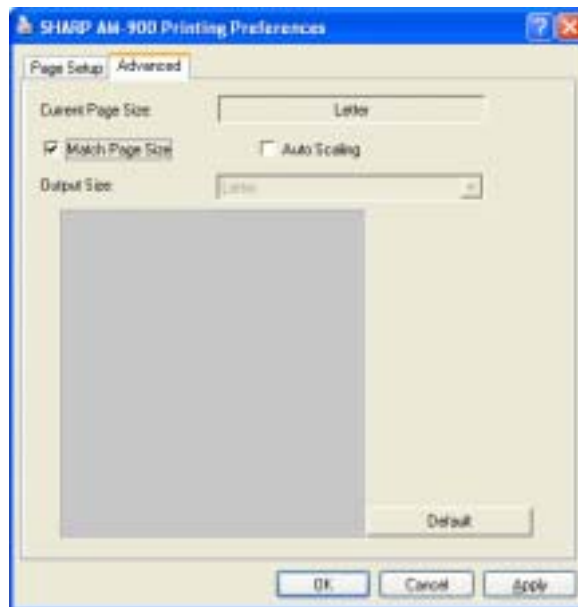 SHARP AM-900 Printing Preferences
Page Setup Advanced
Current Page Size: Letter
Match Page Size Auto Scaling
Output Size: Letter
Default
OK Cancel Apply